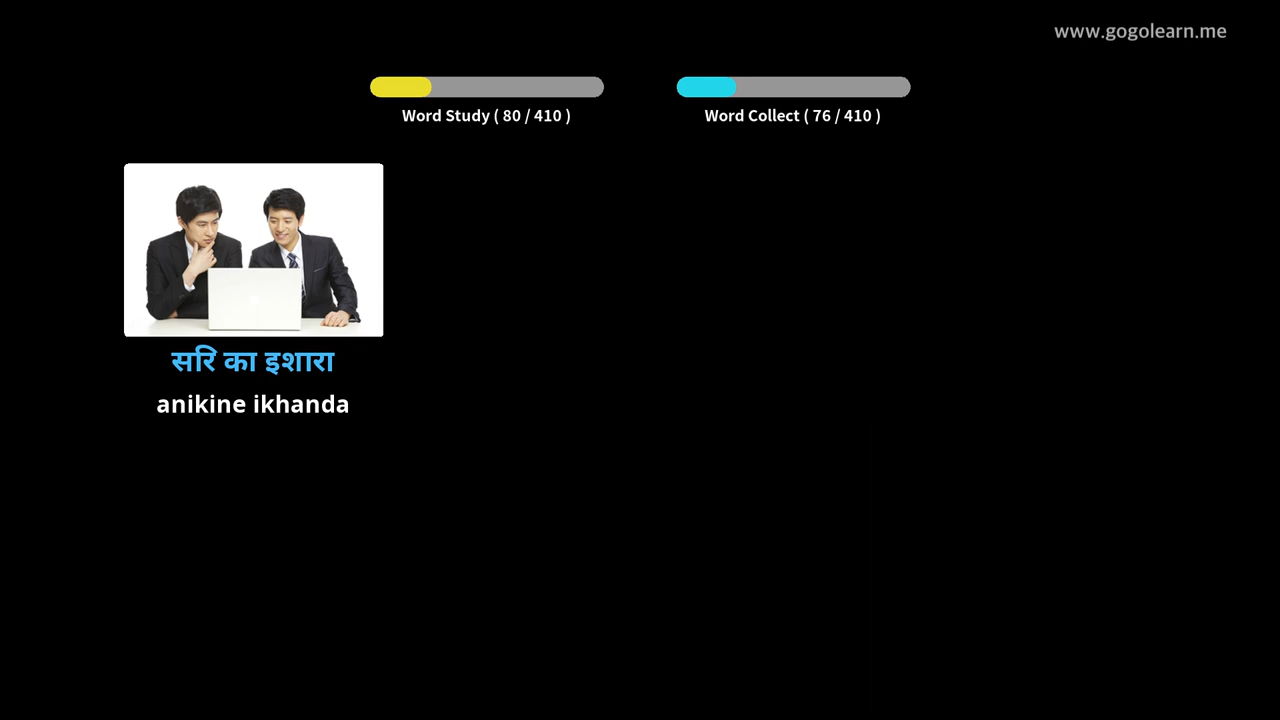 www.gogolearn.me
Word Study ( 80 / 410 )
Word Collect ( 76 / 410 )
सरि का इशारा
anikine ikhanda